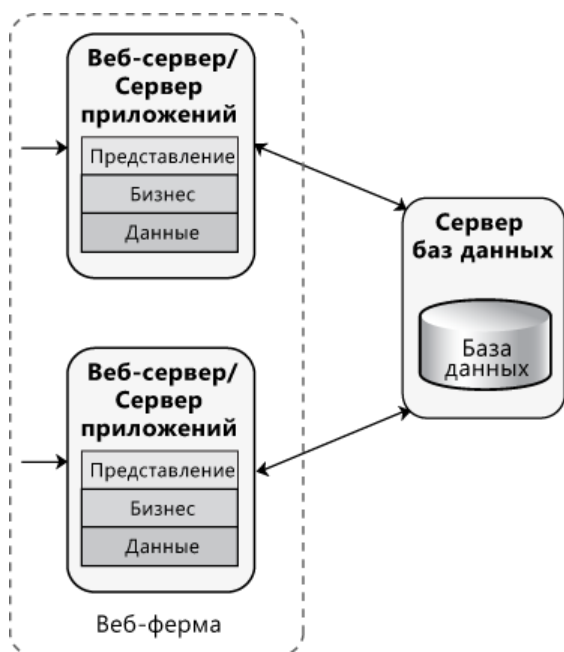 Веб-сервер/
Сервер
приложений
Представление
Бизнес
Данные
Сервер
баз данных
База
данных
Веб-сервер/
Сервер
приложений
Представление
Бизнес
Данные
Веб-ферма